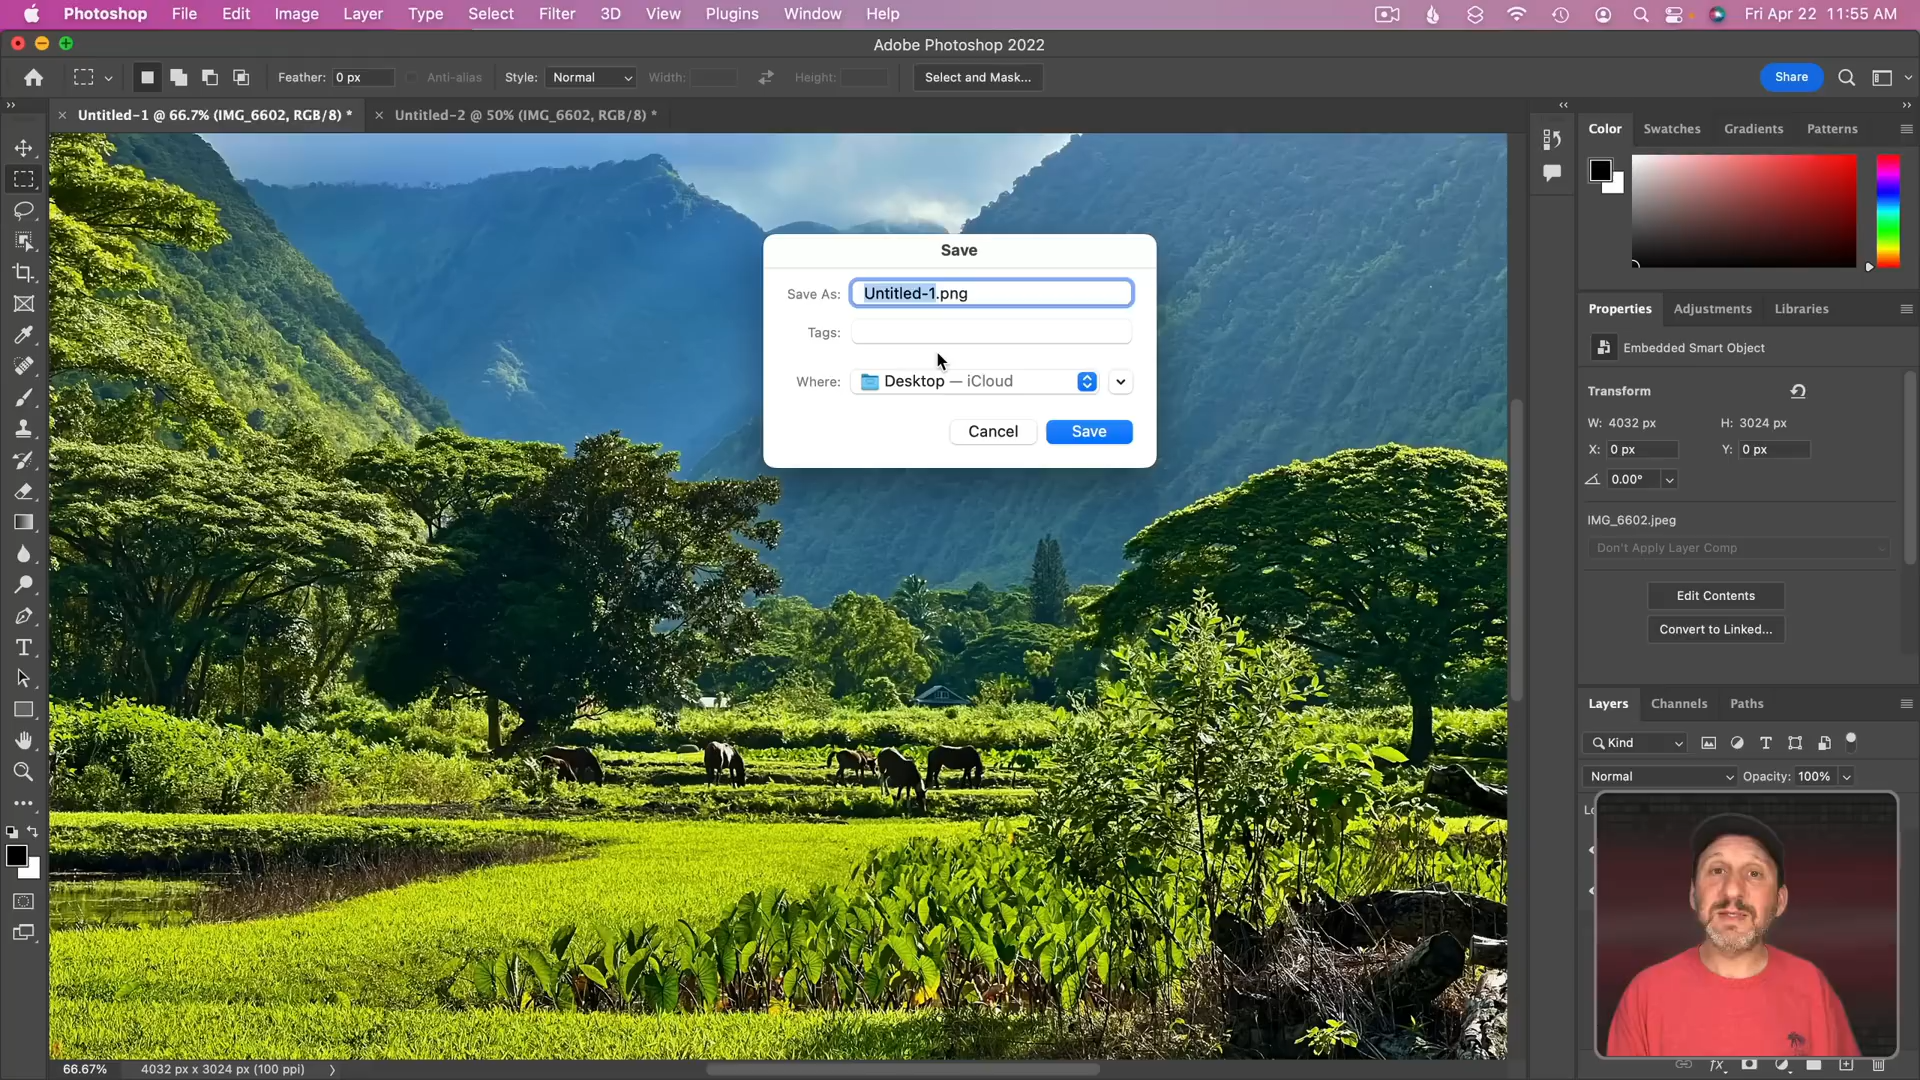 Photoshop File Edit Image Layer Type Select Filter 3D View Plugins Window Help Fri Apr 22 11:55 AM
Adobe Photoshop 2022
Feather: 0 px Anti-alias Style: Normal Width: Height: Select and Mask... Share
Untitled-1 @ 66.7% (IMG_6602, RGB/8) * Untitled-2 @ 50% (IMG_6602, RGB/8) *
Color Swatches Gradients Patterns
Save
Save As: Untitled-1.png
Tags:
Where: Desktop — iCloud
Cancel Save
Properties Adjustments Libraries
Embedded Smart Object
Transform
W: 4032 px H: 3024 px
X: 0 px Y: 0 px
0.00°
IMG_6602.jpeg
Don't Apply Layer Comp
Edit Contents
Convert to Linked...
Layers Channels Paths
Kind
Normal Opacity: 100%
66.67% 4032 px x 3024 px (100 ppi)